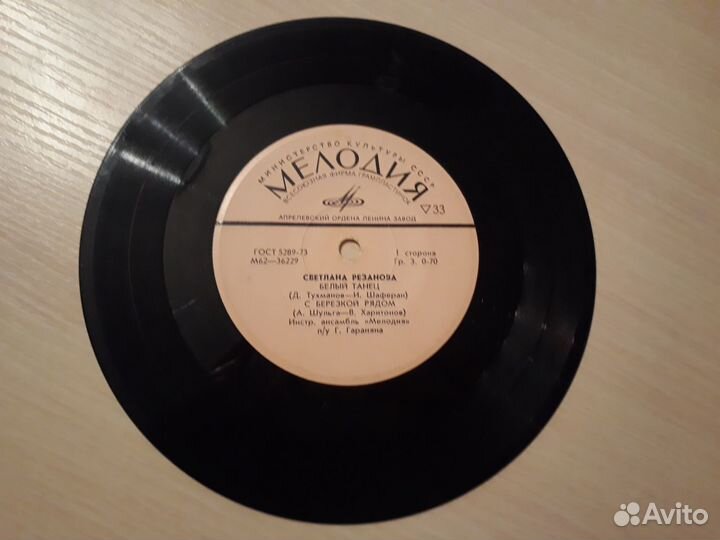 МИНИСТЕРСТВО КУЛЬТУРЫ СССР
МЕЛОДИЯ
ВСЕСОЮЗНАЯ ФИРМА ГРАМПЛАСТИНОК
▽33
АПРЕЛЕВСКИЙ ОРДЕНА ЛЕНИНА ЗАВОД
ГОСТ 5289-73 1 сторона
М62—36229 Гр. 3. 0-70
СВЕТЛАНА РЕЗАНОВА
БЕЛЫЙ ТАНЕЦ
(Д. Тухманов—И. Шаферан)
С БЕРЕЗКОЙ РЯДОМ
(А. Шульга—В. Харитонов)
Инстр. ансамбль «Мелодия»
п/у Г. Гараняна
Avito